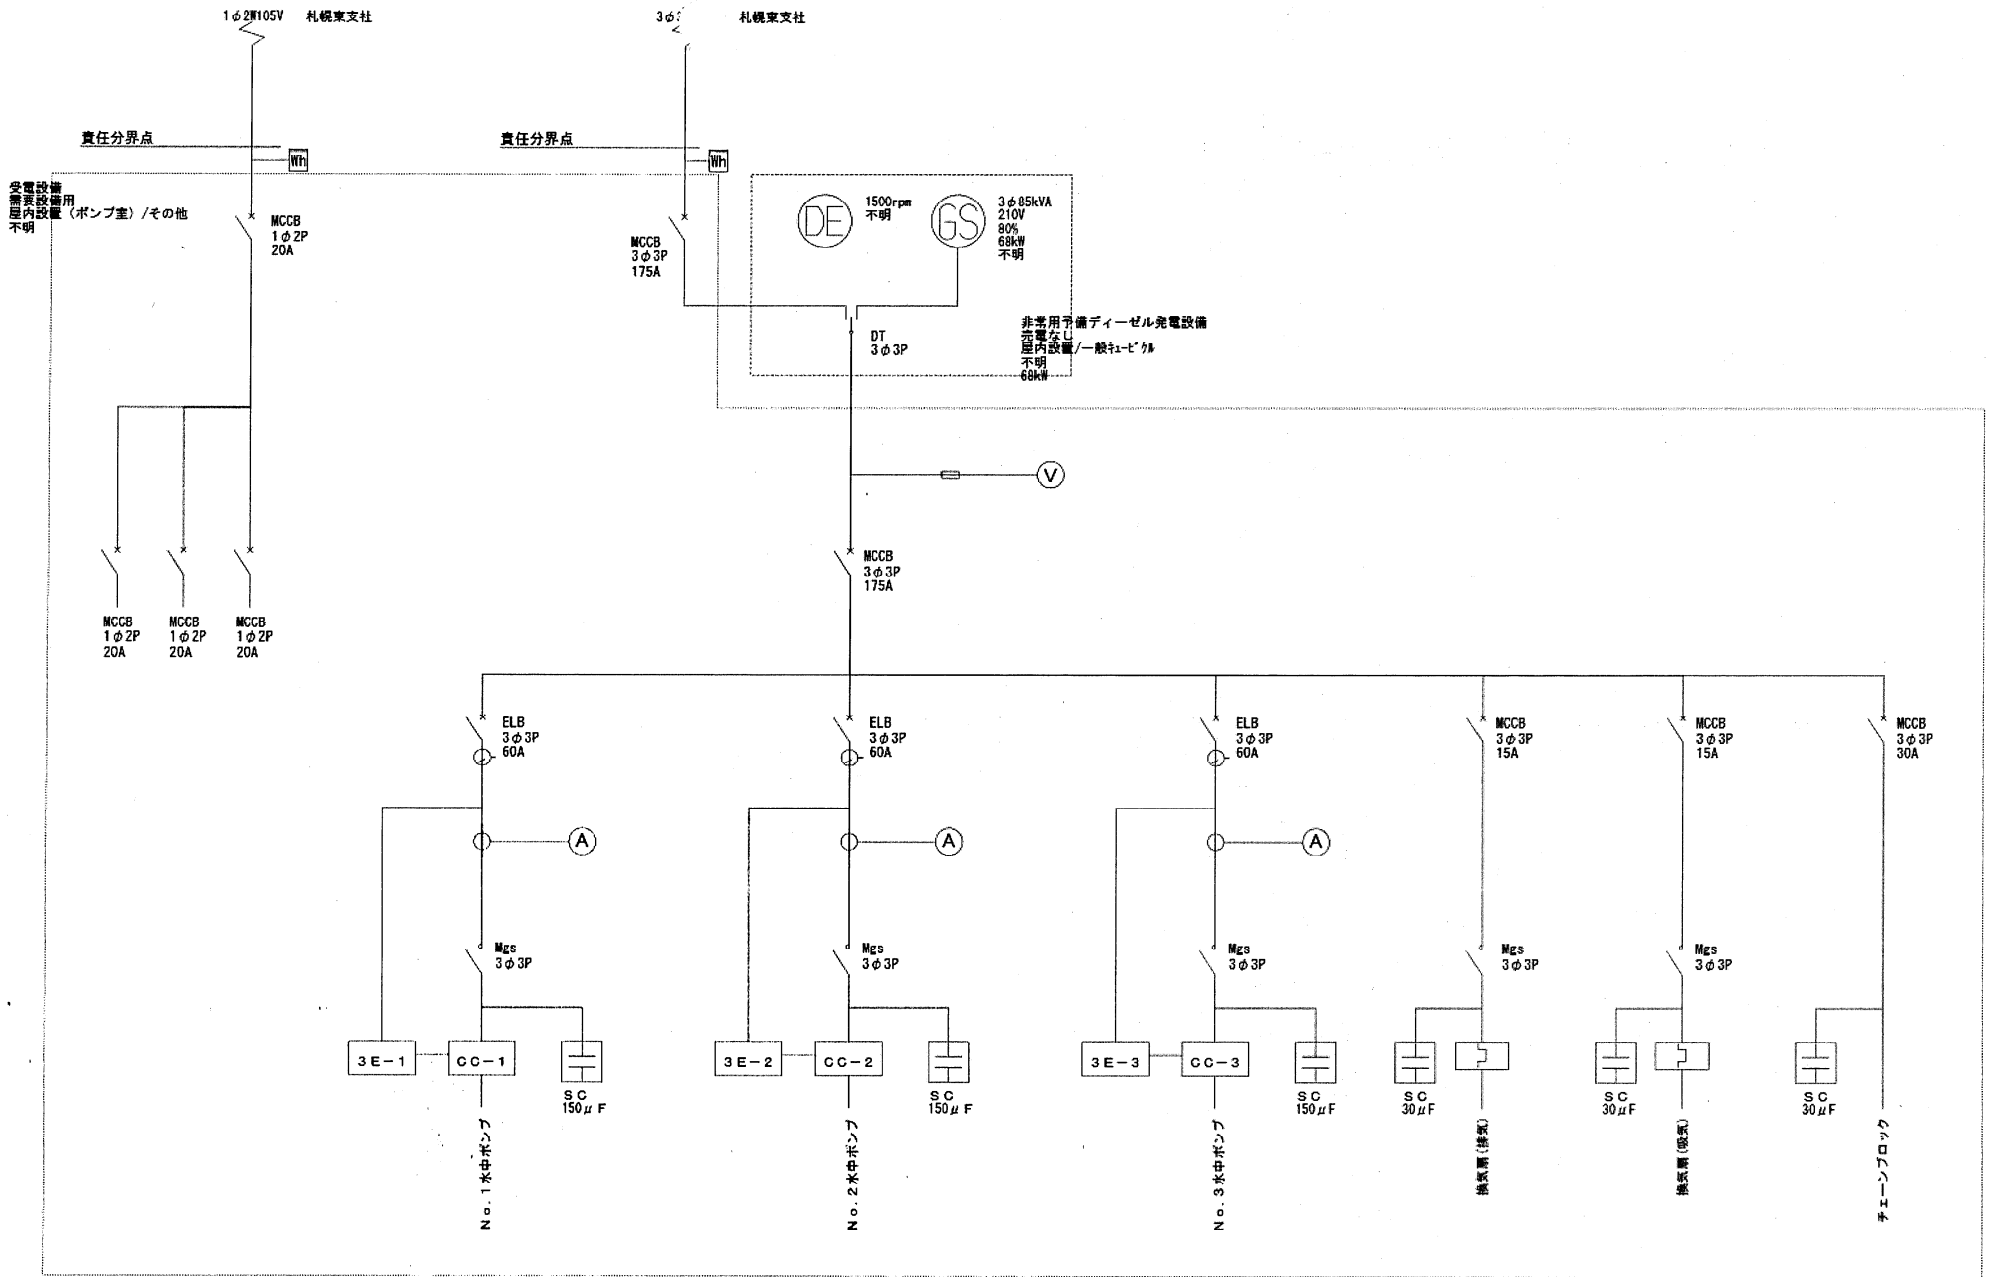 1φ2W105V 札幌東支社
3φ 札幌東支社
責任分界点
責任分界点
Wh
Wh
受電設備
需要設備用
屋内設置（ポンプ室）/その他
不明
MCCB
1φ2P
20A
MCCB
3φ3P
175A
DE
1500rpm
不明
GS
3φ85kVA
210V
80%
68kW
不明
DT
3φ3P
非常用予備ディーゼル発電設備
売電なし
屋内設置/一般ｷｭｰﾋﾞｸﾙ
不明
68kW
V
MCCB
3φ3P
175A
MCCB
1φ2P
20A
MCCB
1φ2P
20A
MCCB
1φ2P
20A
ELB
3φ3P
60A
ELB
3φ3P
60A
ELB
3φ3P
60A
MCCB
3φ3P
15A
MCCB
3φ3P
15A
MCCB
3φ3P
30A
A
A
A
Mgs
3φ3P
Mgs
3φ3P
Mgs
3φ3P
Mgs
3φ3P
Mgs
3φ3P
3E-1
CC-1
SC
150μF
3E-2
CC-2
SC
150μF
3E-3
CC-3
SC
150μF
SC
30μF
SC
30μF
SC
30μF
No.1水中ポンプ
No.2水中ポンプ
No.3水中ポンプ
換気扇(排気)
換気扇(吸気)
チェーンブロック